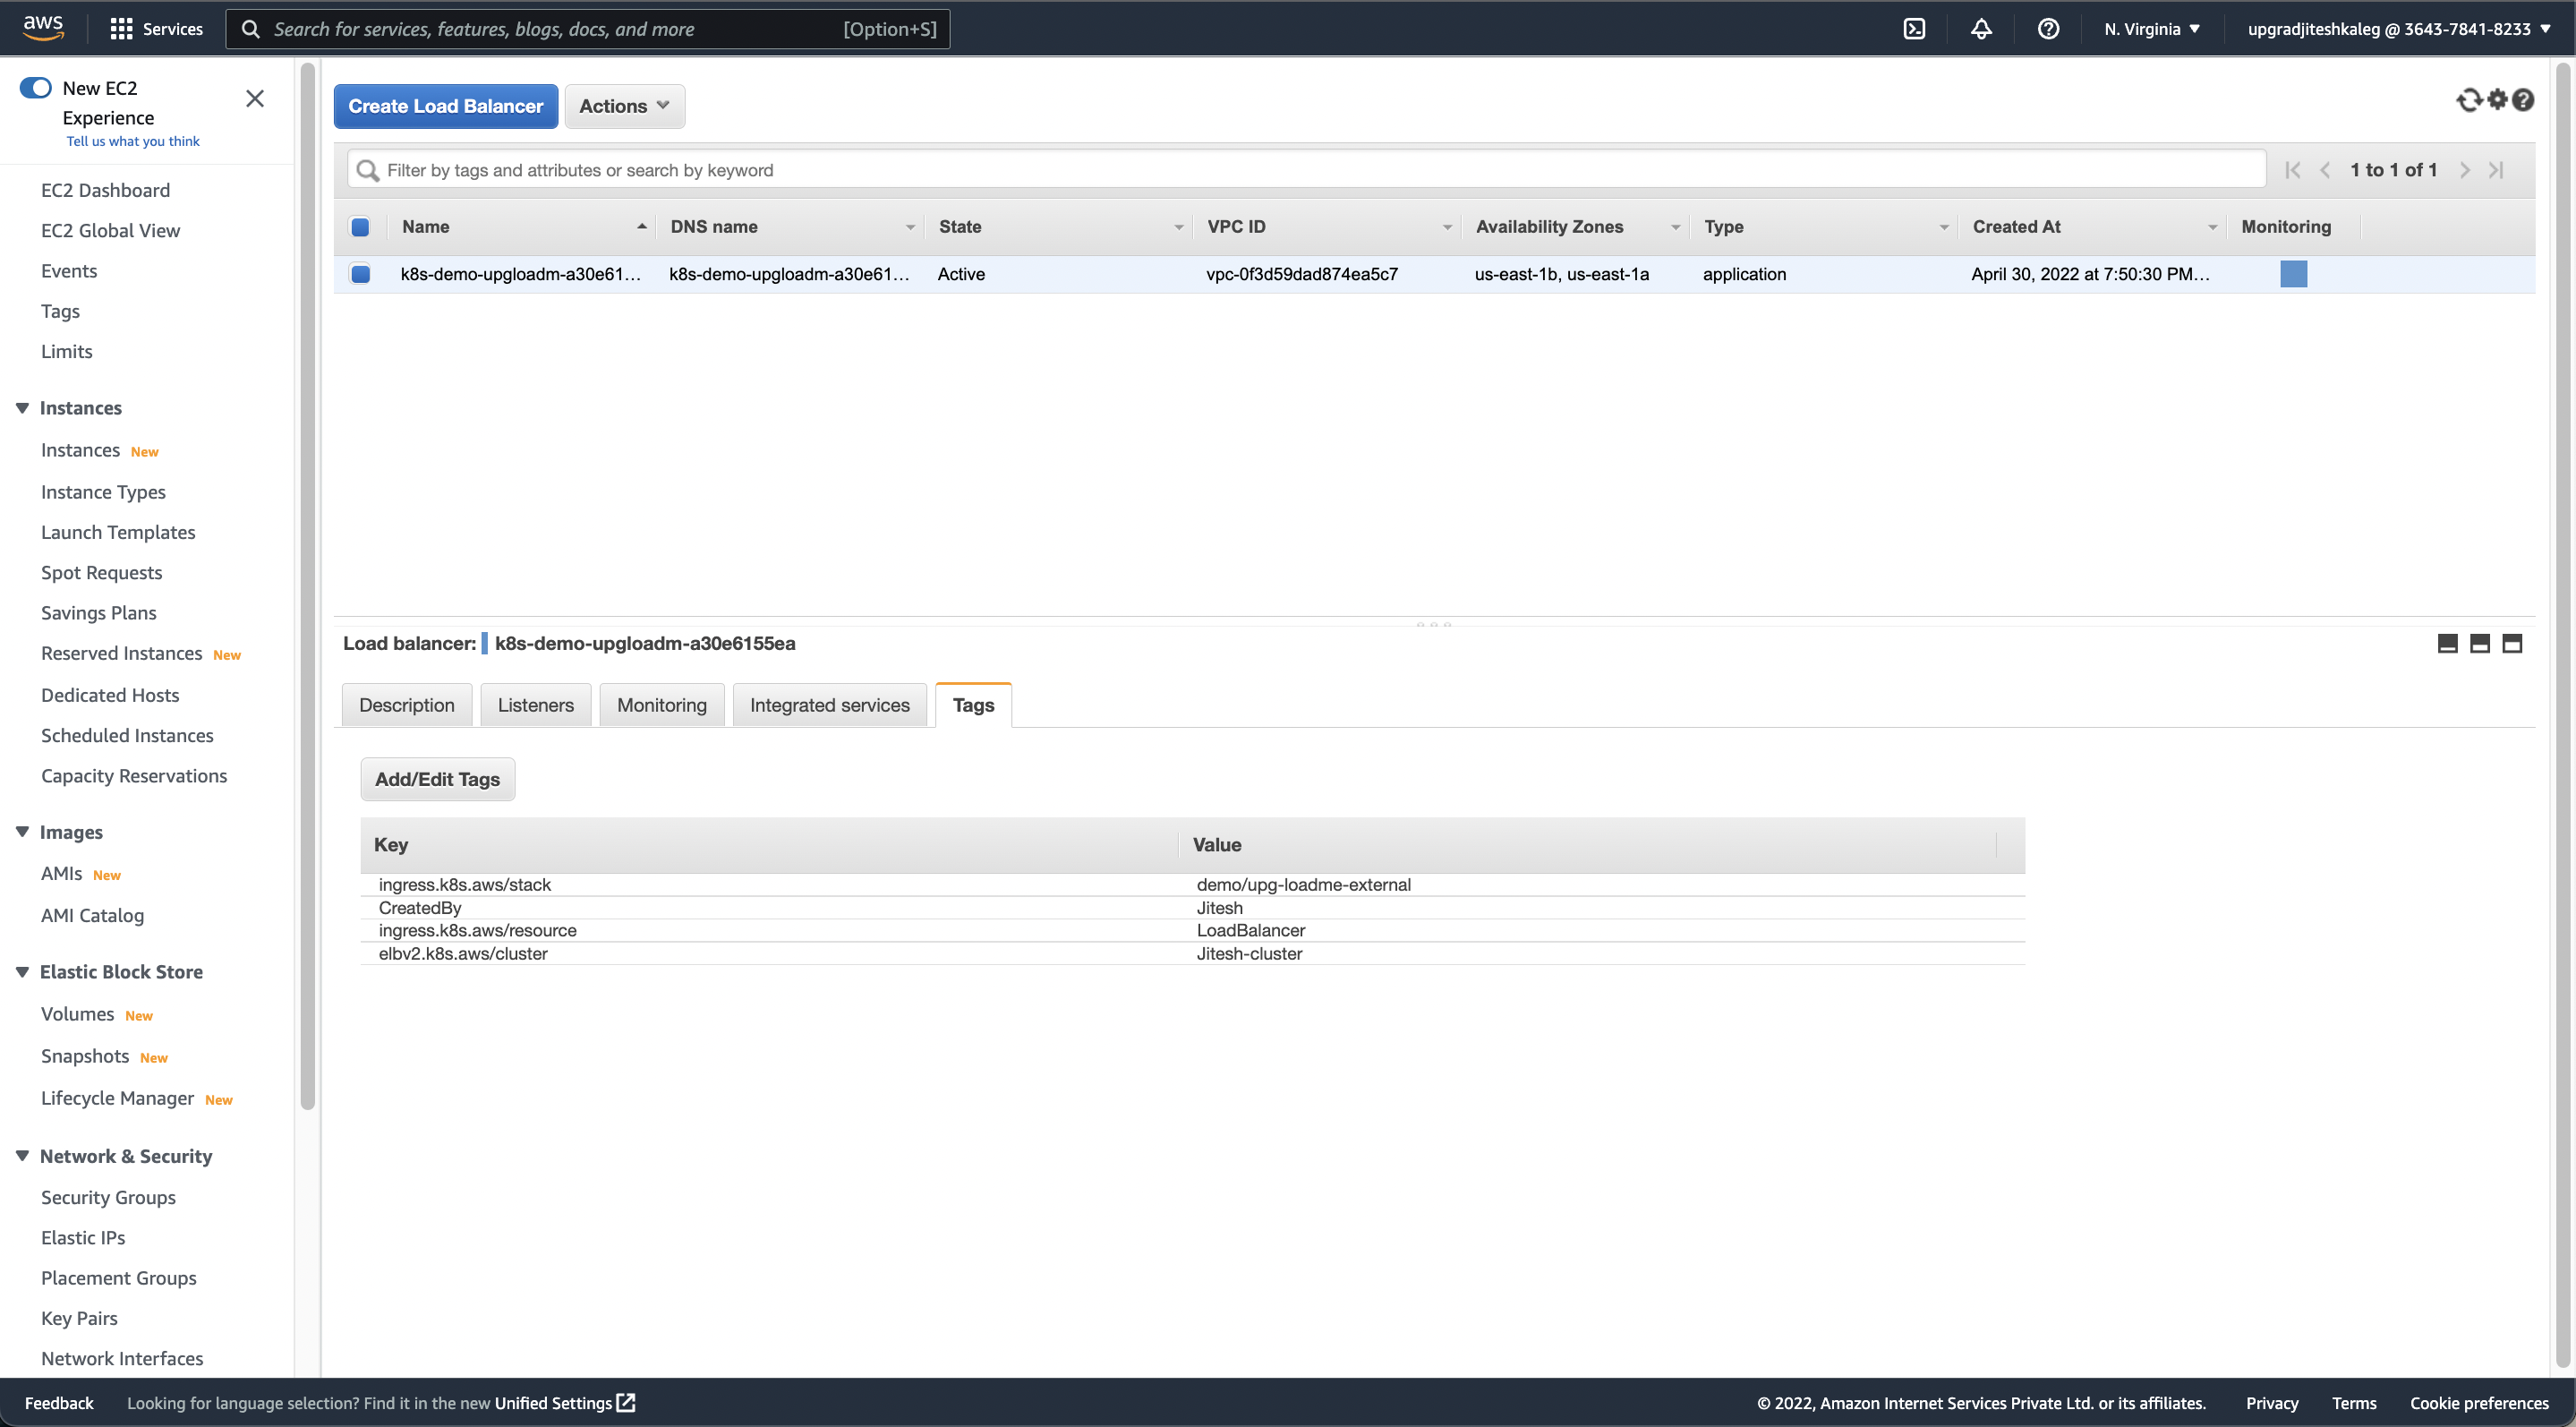 aws
Services
Search for services, features, blogs, docs, and more
[Option+S]
N. Virginia
upgradjiteshkaleg @ 3643-7841-8233
New EC2
Experience
Tell us what you think
EC2 Dashboard
EC2 Global View
Events
Tags
Limits
Instances
Instances New
Instance Types
Launch Templates
Spot Requests
Savings Plans
Reserved Instances New
Dedicated Hosts
Scheduled Instances
Capacity Reservations
Images
AMIs New
AMI Catalog
Elastic Block Store
Volumes New
Snapshots New
Lifecycle Manager New
Network & Security
Security Groups
Elastic IPs
Placement Groups
Key Pairs
Network Interfaces
Create Load Balancer
Actions
Filter by tags and attributes or search by keyword
1 to 1 of 1
Name DNS name State VPC ID Availability Zones Type Created At Monitoring
k8s-demo-upgloadm-a30e61... k8s-demo-upgloadm-a30e61... Active vpc-0f3d59dad874ea5c7 us-east-1b, us-east-1a application April 30, 2022 at 7:50:30 PM...
Load balancer: k8s-demo-upgloadm-a30e6155ea
Description Listeners Monitoring Integrated services Tags
Add/Edit Tags
Key Value
ingress.k8s.aws/stack demo/upg-loadme-external
CreatedBy Jitesh
ingress.k8s.aws/resource LoadBalancer
elbv2.k8s.aws/cluster Jitesh-cluster
Feedback
Looking for language selection? Find it in the new Unified Settings
© 2022, Amazon Internet Services Private Ltd. or its affiliates.
Privacy
Terms
Cookie preferences